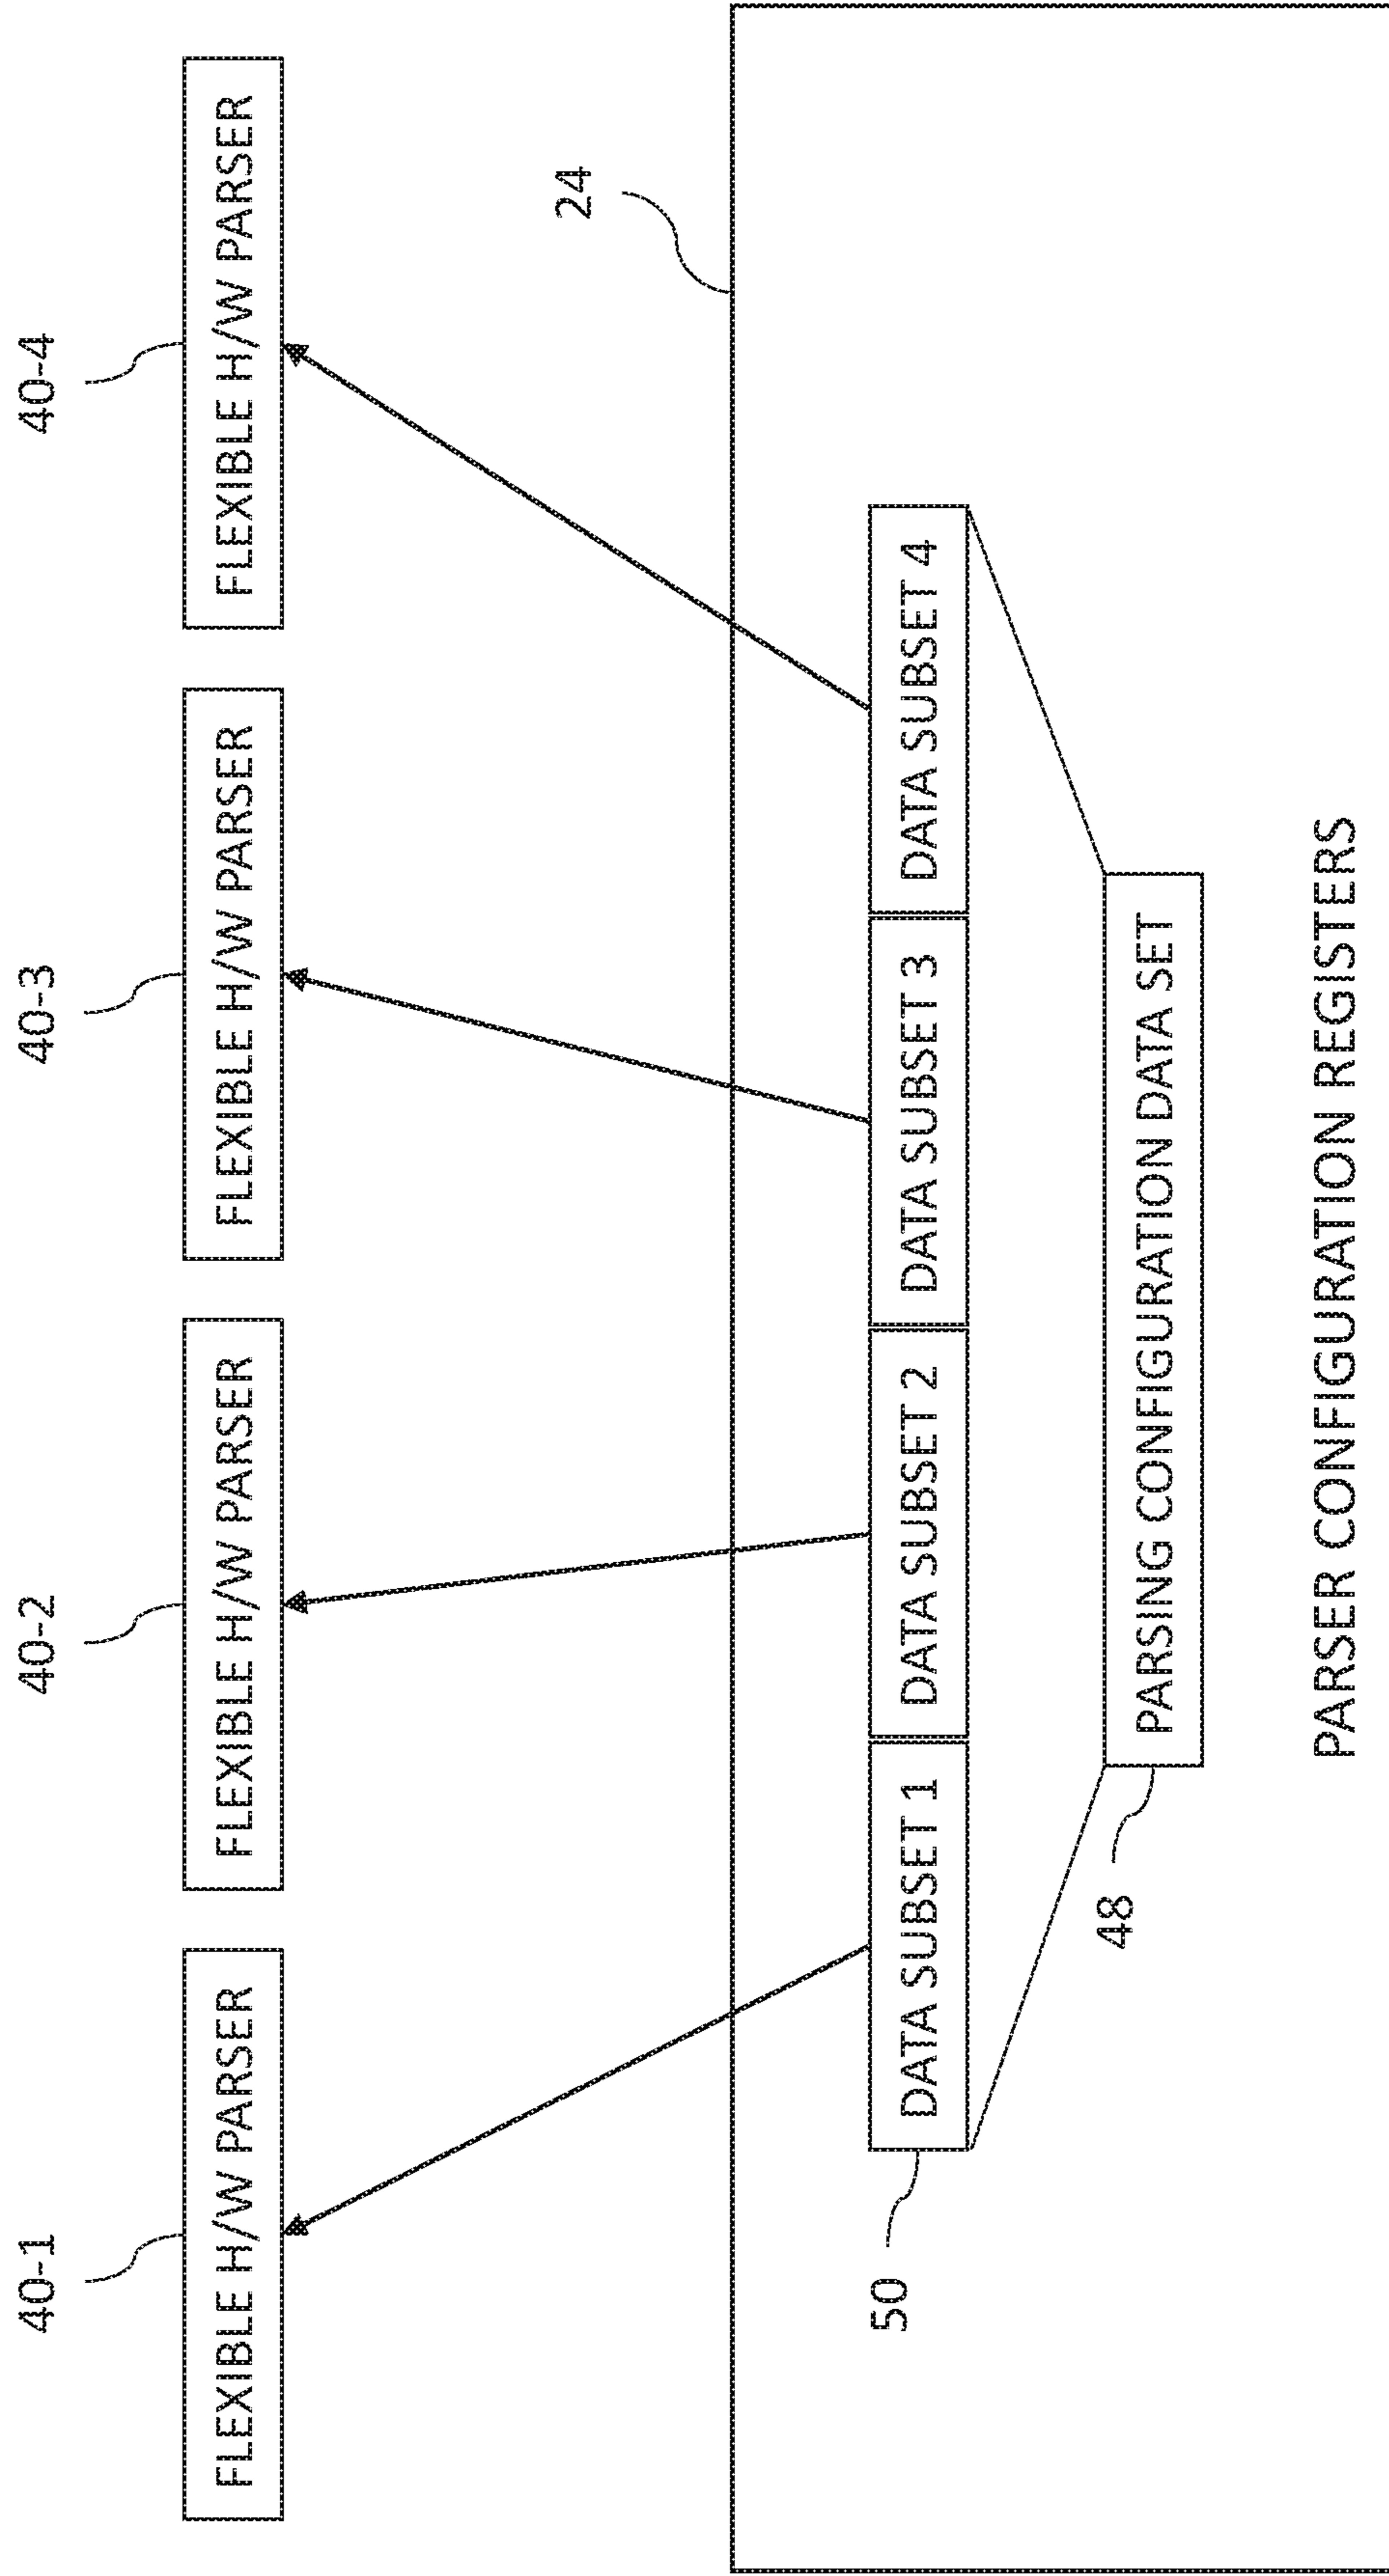 40-1
40-2
40-3
40-4
FLEXIBLE H/W PARSER
FLEXIBLE H/W PARSER
FLEXIBLE H/W PARSER
FLEXIBLE H/W PARSER
24
50
DATA SUBSET 1
DATA SUBSET 2
DATA SUBSET 3
DATA SUBSET 4
48
PARSING CONFIGURATION DATA SET
PARSER CONFIGURATION REGISTERS